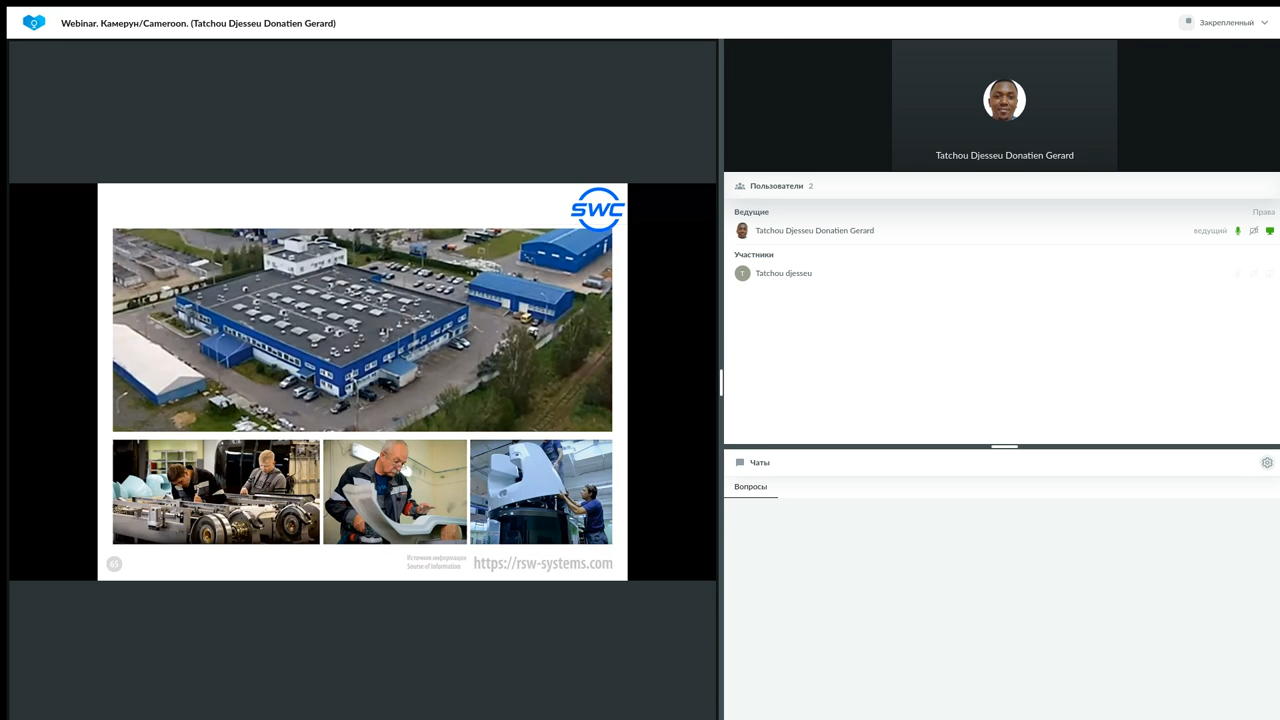 Webinar. Камерун/Cameroon. (Tatchou Djesseu Donatien Gerard)
Закрепленный
SWC
65
Источник информации
Sourse of information
https://rsw-systems.com
Tatchou Djesseu Donatien Gerard
Пользователи 2
Ведущие
Права
Tatchou Djesseu Donatien Gerard
ведущий
Участники
T
Tatchou djesseu
Чаты
Вопросы